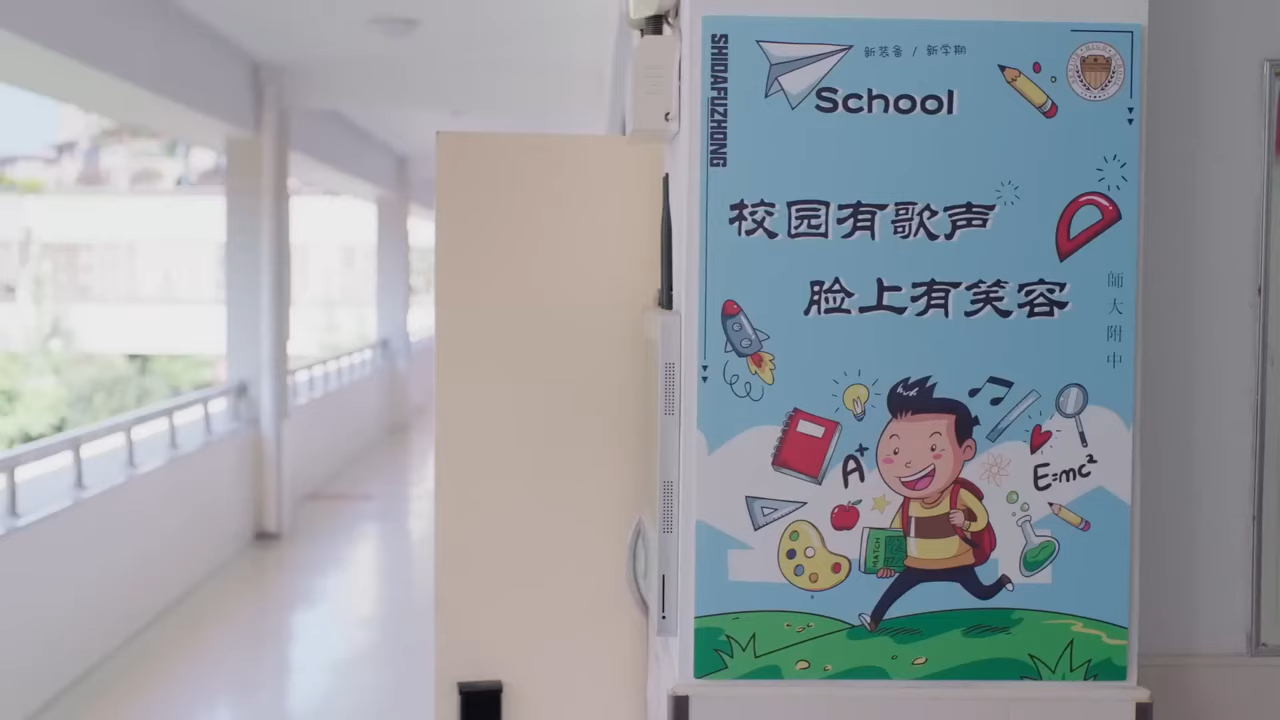 SHIDAFUZHONG
新装备 / 新学期
School
校园有歌声
脸上有笑容
師大附中
A+
E=mc²
MATCH